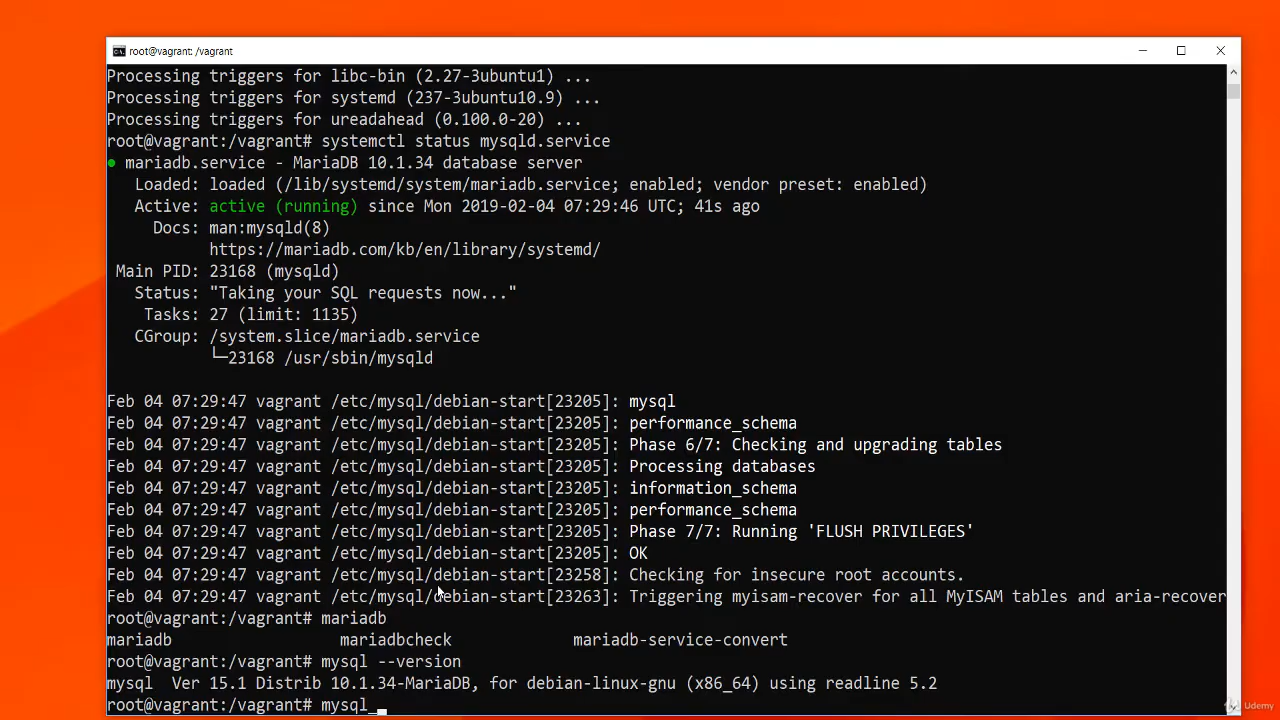 root@vagrant: /vagrant
Processing triggers for libc-bin (2.27-3ubuntu1) ...
Processing triggers for systemd (237-3ubuntu10.9) ...
Processing triggers for ureadahead (0.100.0-20) ...
root@vagrant:/vagrant# systemctl status mysqld.service
● mariadb.service - MariaDB 10.1.34 database server
Loaded: loaded (/lib/systemd/system/mariadb.service; enabled; vendor preset: enabled)
Active: active (running) since Mon 2019-02-04 07:29:46 UTC; 41s ago
Docs: man:mysqld(8)
https://mariadb.com/kb/en/library/systemd/
Main PID: 23168 (mysqld)
Status: "Taking your SQL requests now..."
Tasks: 27 (limit: 1135)
CGroup: /system.slice/mariadb.service
└─23168 /usr/sbin/mysqld
Feb 04 07:29:47 vagrant /etc/mysql/debian-start[23205]: mysql
Feb 04 07:29:47 vagrant /etc/mysql/debian-start[23205]: performance_schema
Feb 04 07:29:47 vagrant /etc/mysql/debian-start[23205]: Phase 6/7: Checking and upgrading tables
Feb 04 07:29:47 vagrant /etc/mysql/debian-start[23205]: Processing databases
Feb 04 07:29:47 vagrant /etc/mysql/debian-start[23205]: information_schema
Feb 04 07:29:47 vagrant /etc/mysql/debian-start[23205]: performance_schema
Feb 04 07:29:47 vagrant /etc/mysql/debian-start[23205]: Phase 7/7: Running 'FLUSH PRIVILEGES'
Feb 04 07:29:47 vagrant /etc/mysql/debian-start[23205]: OK
Feb 04 07:29:47 vagrant /etc/mysql/debian-start[23258]: Checking for insecure root accounts.
Feb 04 07:29:47 vagrant /etc/mysql/debian-start[23263]: Triggering myisam-recover for all MyISAM tables and aria-recover
root@vagrant:/vagrant# mariadb
mariadb mariadbcheck mariadb-service-convert
root@vagrant:/vagrant# mysql --version
mysql Ver 15.1 Distrib 10.1.34-MariaDB, for debian-linux-gnu (x86_64) using readline 5.2
root@vagrant:/vagrant# mysql_
Udemy